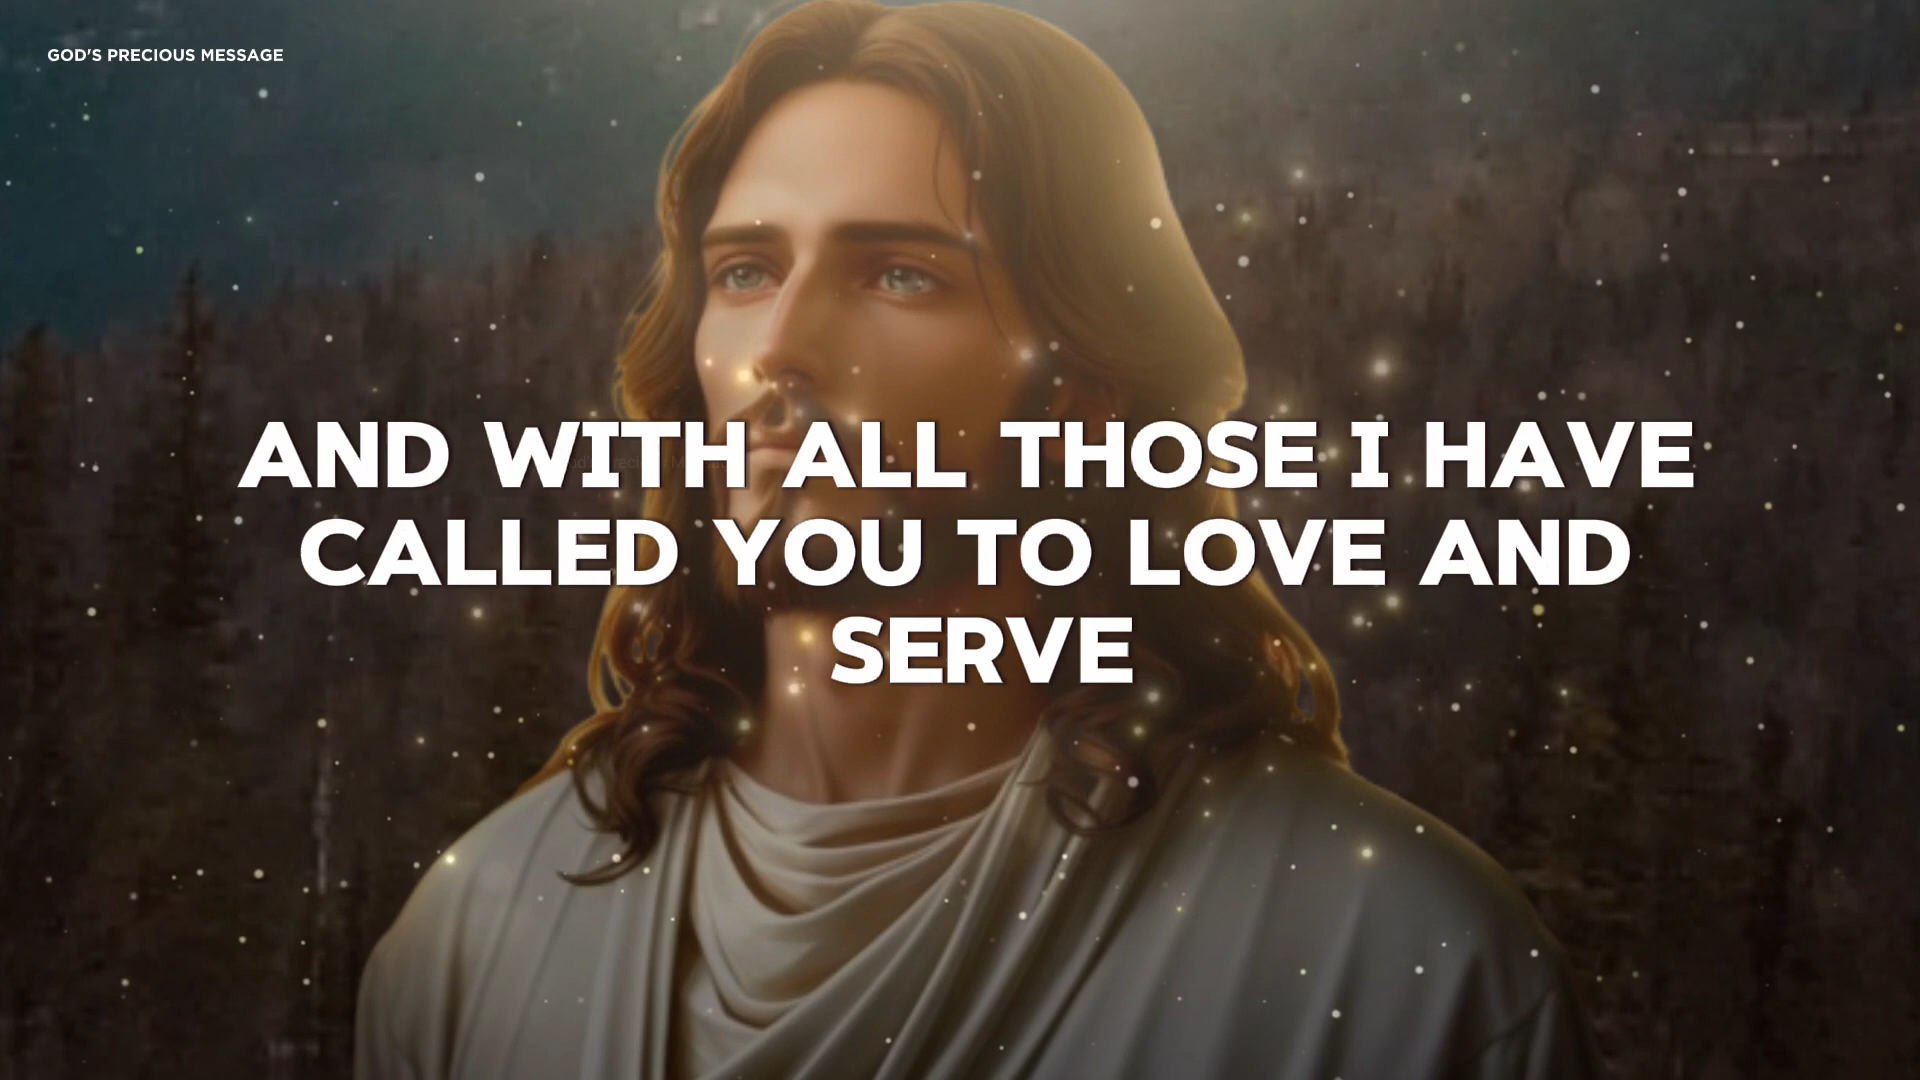 GOD'S PRECIOUS MESSAGE
AND WITH ALL THOSE I HAVE
CALLED YOU TO LOVE AND
SERVE